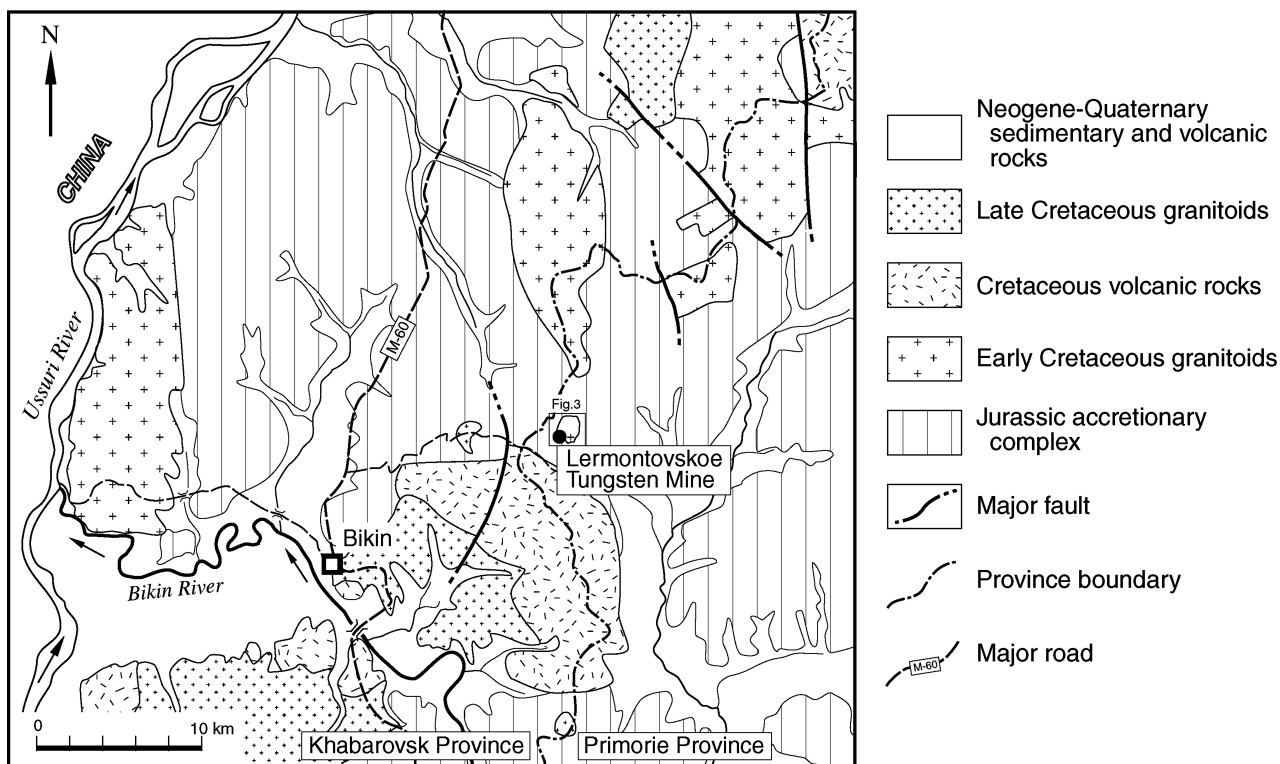 N
CHINA
Ussuri River
M-60
Fig.3
Lermontovskoe
Tungsten Mine
Bikin
Bikin River
0
10 km
Khabarovsk Province
Primorie Province
Neogene-Quaternary
sedimentary and volcanic
rocks
Late Cretaceous granitoids
Cretaceous volcanic rocks
Early Cretaceous granitoids
Jurassic accretionary
complex
Major fault
Province boundary
M-60
Major road